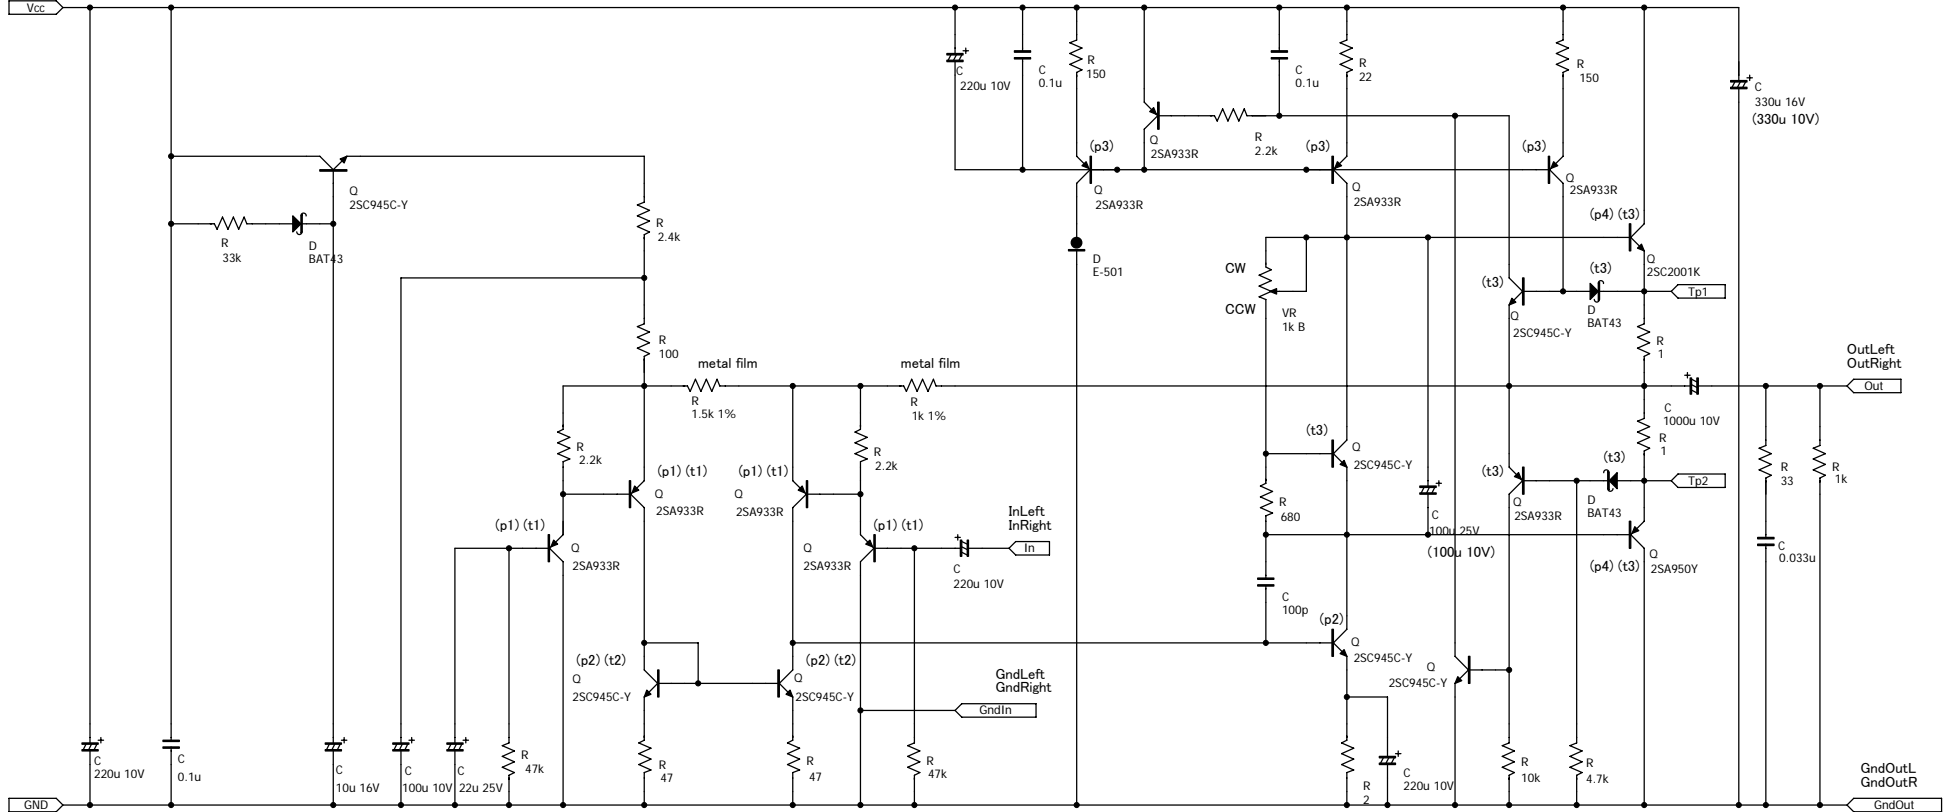 Vcc
C
220u 10V
C
0.1u
R
150
C
0.1u
R
22
R
150
C
330u 16V
(330u 10V)
Q
2SC945C-Y
(p3)
Q
2SA933R
Q
2SA933R
R
2.2k
(p3)
Q
2SA933R
(p3)
Q
2SA933R
R
33k
D
BAT43
R
2.4k
D
E-501
(p4) (t3)
Q
2SC2001K
CW
CCW
VR
1k B
(t3)
Q
2SC945C-Y
(t3)
D
BAT43
Tp1
R
100
R
1
metal film
R
1.5k 1%
metal film
R
1k 1%
OutLeft
OutRight
Out
C
1000u 10V
R
2.2k
R
2.2k
R
1
(t3)
Q
2SC945C-Y
(p1) (t1)
Q
2SA933R
(p1) (t1)
Q
2SA933R
(t3)
Q
2SA933R
(t3)
D
BAT43
Tp2
R
33
R
1k
R
680
C
100u 25V
(100u 10V)
(p1) (t1)
Q
2SA933R
(p1) (t1)
Q
2SA933R
InLeft
InRight
In
C
220u 10V
Q
2SA950Y
(p4) (t3)
C
0.033u
C
100p
(p2)
Q
2SC945C-Y
(p2) (t2)
Q
2SC945C-Y
(p2) (t2)
Q
2SC945C-Y
GndLeft
GndRight
GndIn
Q
2SC945C-Y
C
220u 10V
C
0.1u
C
10u 16V
C
100u 10V
C
22u 25V
R
47k
R
47
R
47
R
47k
R
2
C
220u 10V
R
10k
R
4.7k
GndOutL
GndOutR
GND
GndOut